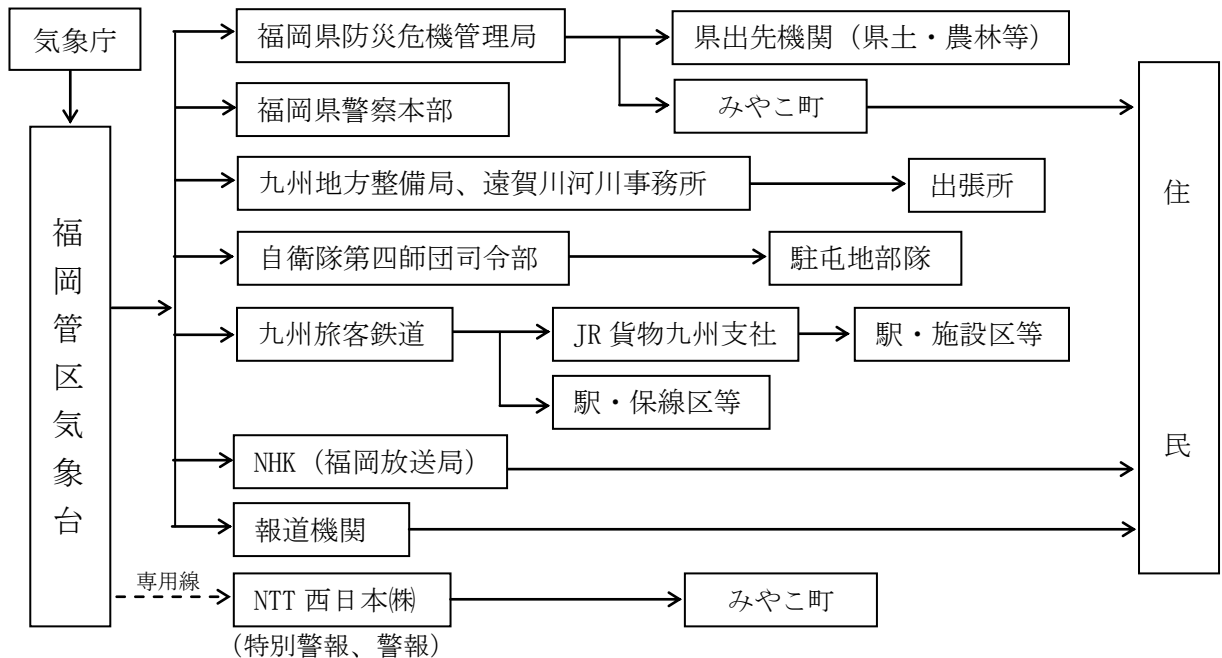 気象庁
福岡県防災危機管理局
県出先機関（県土・農林等）
みやこ町
福岡県警察本部
九州地方整備局、遠賀川河川事務所
出張所
自衛隊第四師団司令部
駐屯地部隊
九州旅客鉄道
JR貨物九州支社
駅・施設区等
駅・保線区等
NHK（福岡放送局）
報道機関
専用線
NTT西日本㈱
みやこ町
（特別警報、警報）
福岡管区気象台
住民